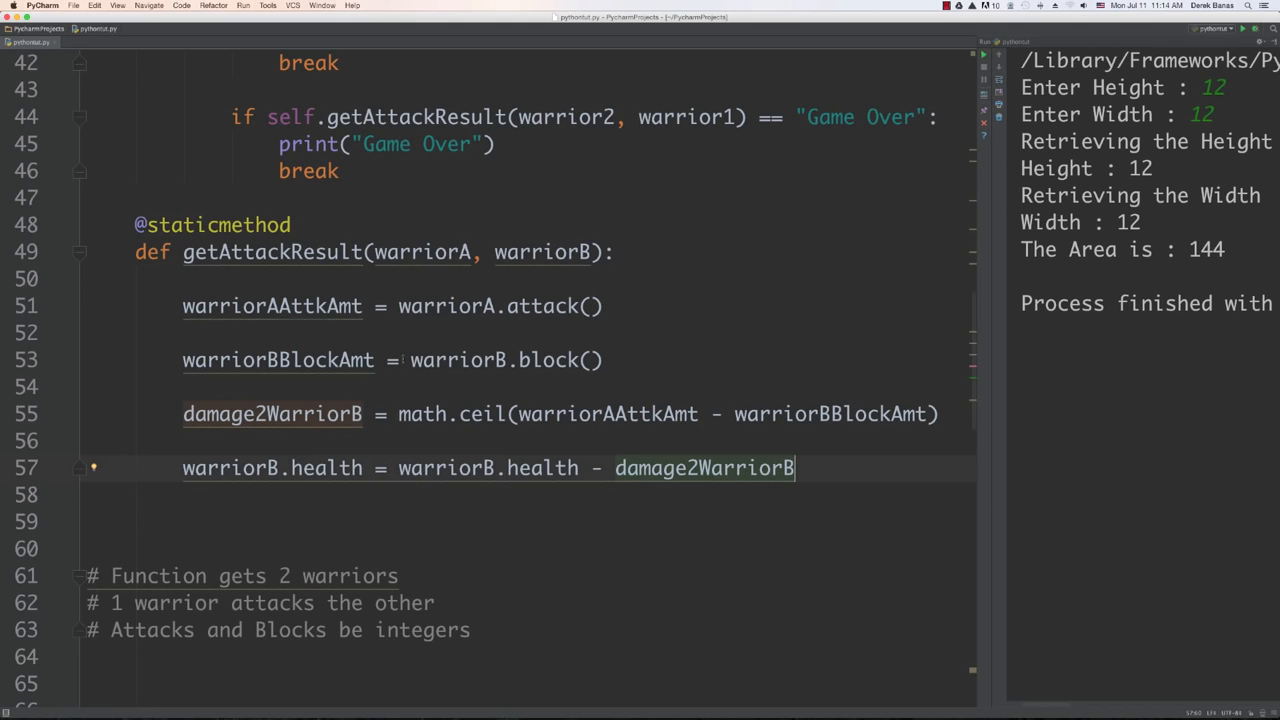 PyCharm File Edit View Navigate Code Refactor Run Tools VCS Window Help 10 Mon Jul 11 11:14 AM Derek Banas
pythontut.py - PycharmProjects - [~/PycharmProjects]
PycharmProjects pythontut.py pythontut
pythontut.py Run pythontut
42 break
43
44 if self.getAttackResult(warrior2, warrior1) == "Game Over":
45 print("Game Over")
46 break
47
48 @staticmethod
49 def getAttackResult(warriorA, warriorB):
50
51 warriorAAttkAmt = warriorA.attack()
52
53 warriorBBlockAmt = warriorB.block()
54
55 damage2WarriorB = math.ceil(warriorAAttkAmt - warriorBBlockAmt)
56
57 warriorB.health = warriorB.health - damage2WarriorB
58
59
60
61 # Function gets 2 warriors
62 # 1 warrior attacks the other
63 # Attacks and Blocks be integers
64
65
/Library/Frameworks/Py
Enter Height : 12
Enter Width : 12
Retrieving the Height
Height : 12
Retrieving the Width
Width : 12
The Area is : 144
Process finished with
57:60 LF‡ UTF-8‡